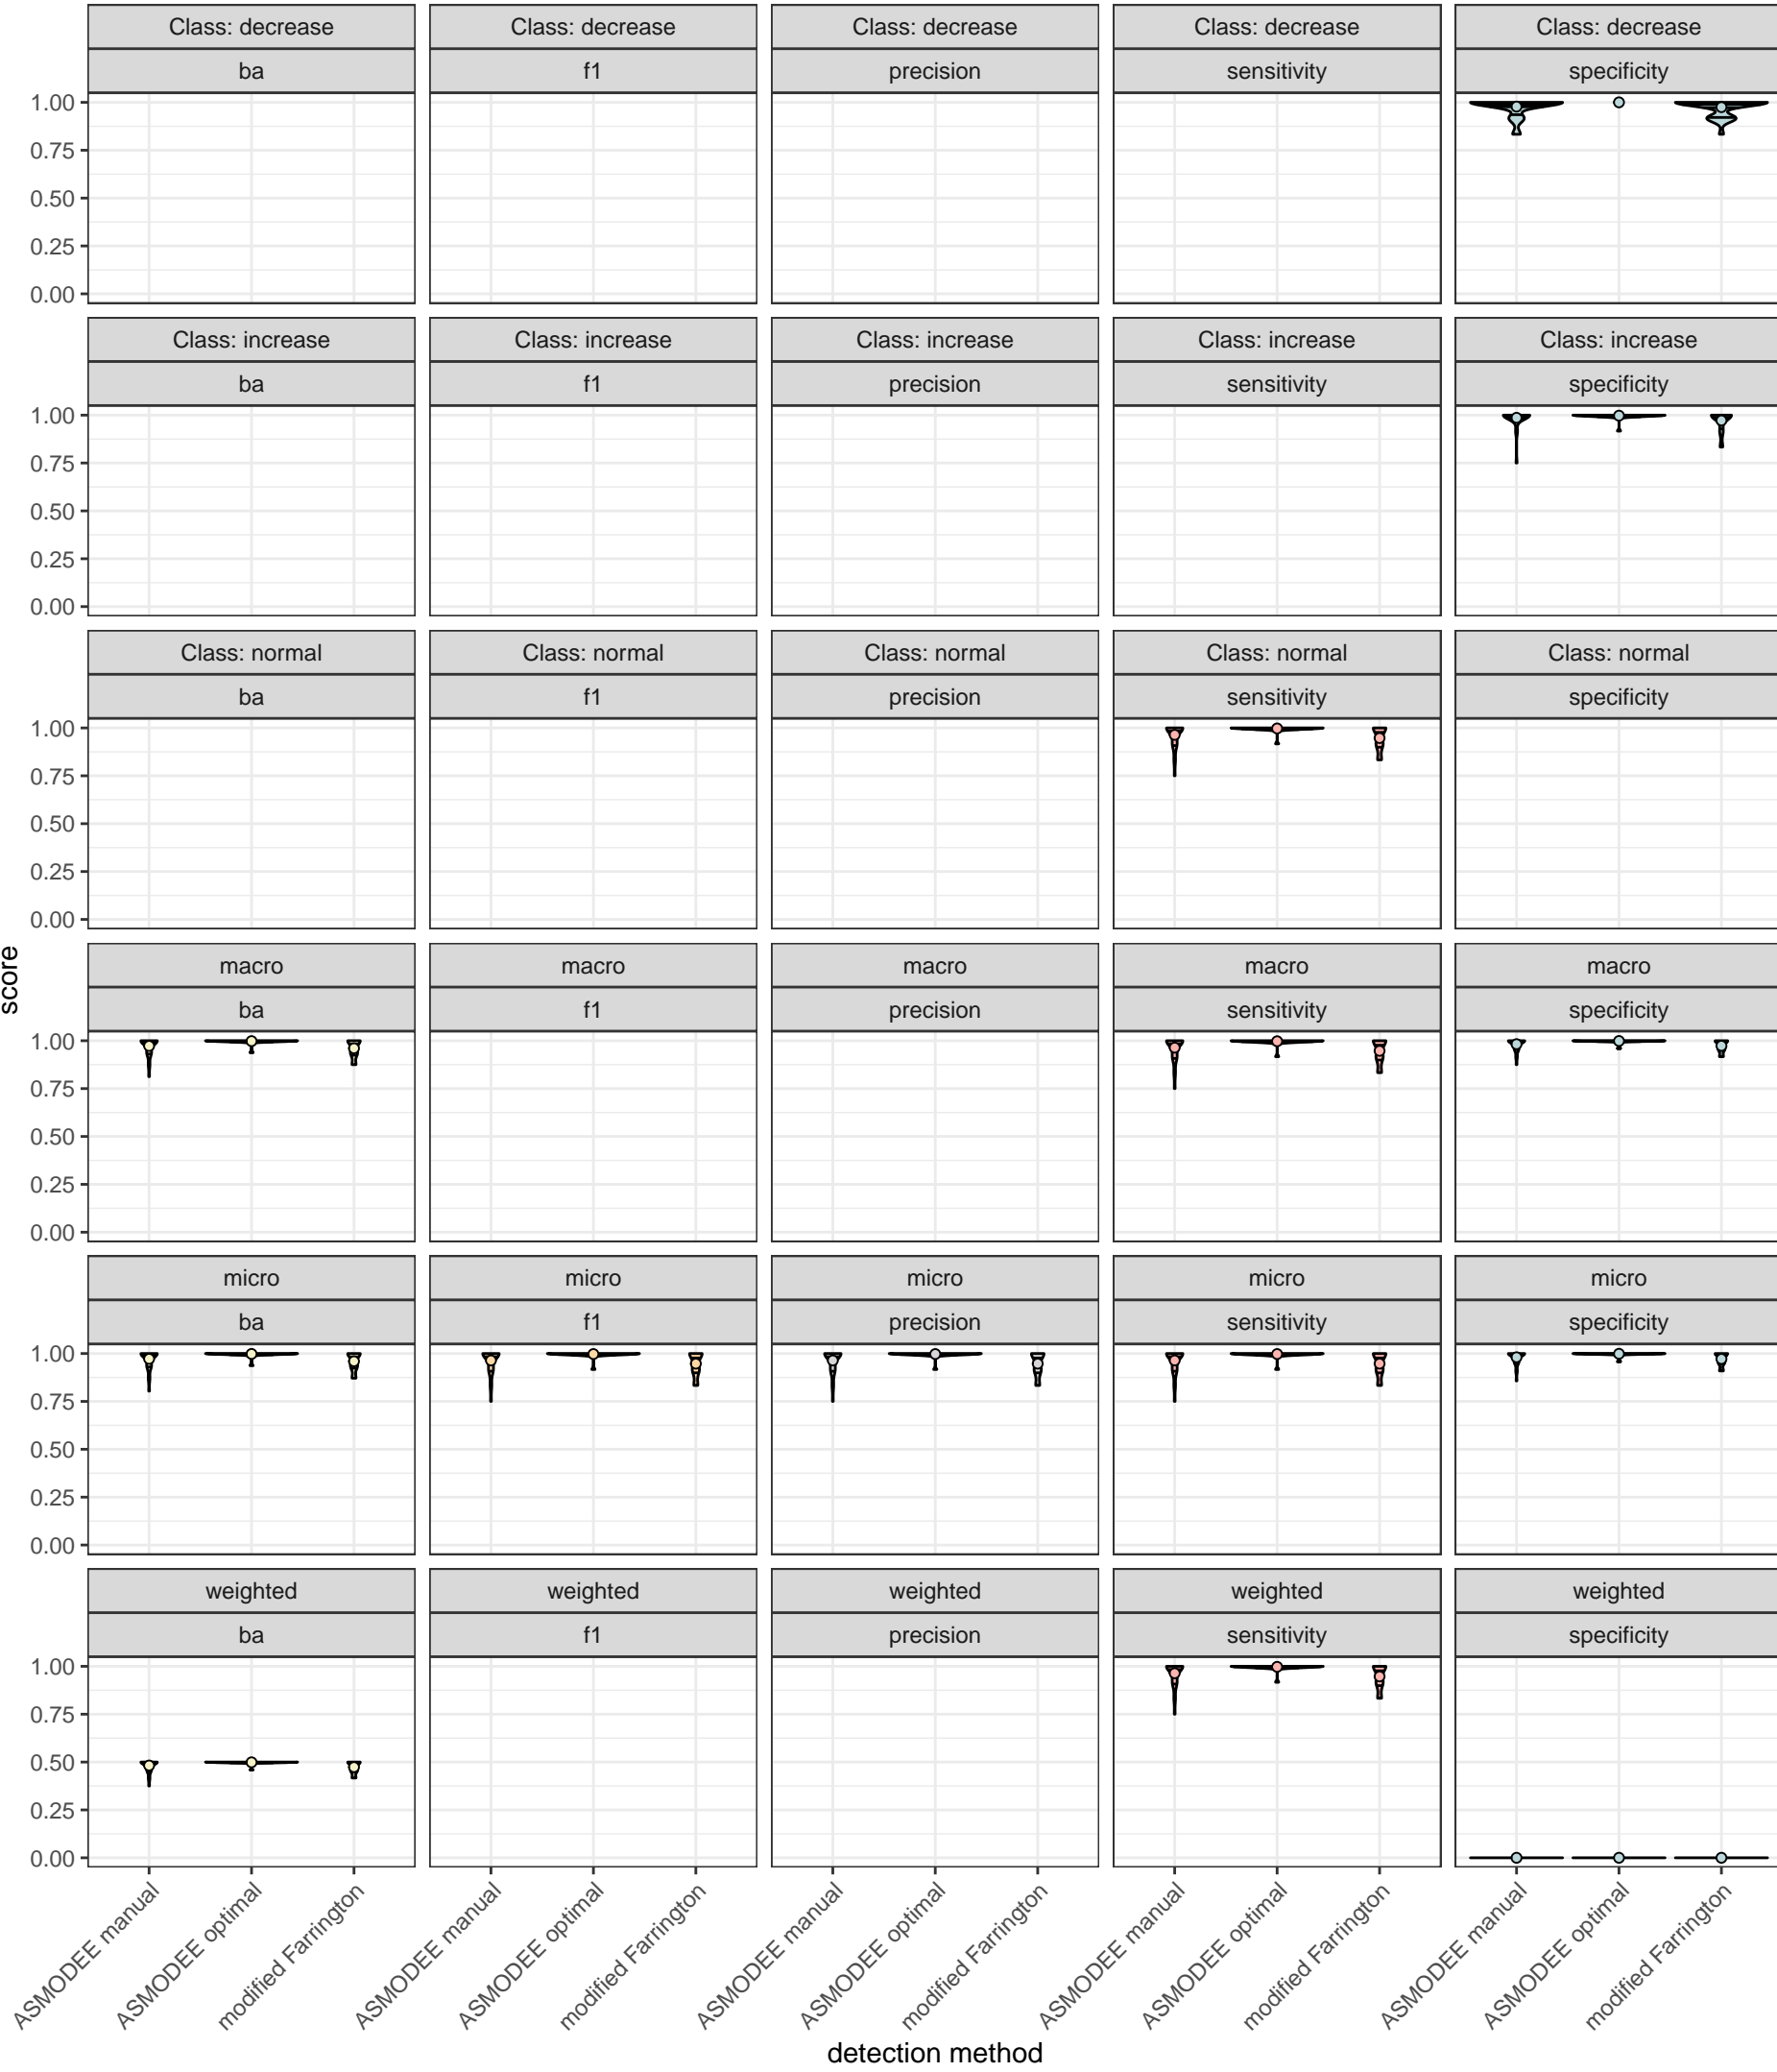 Class: decrease Class: decrease Class: decrease Class: decrease Class: decrease
ba f1 precision sensitivity specificity
1.00
0.75
0.50
0.25
0.00
Class: increase Class: increase Class: increase Class: increase Class: increase
ba f1 precision sensitivity specificity
1.00
0.75
0.50
0.25
0.00
Class: normal Class: normal Class: normal Class: normal Class: normal
ba f1 precision sensitivity specificity
1.00
0.75
0.50
0.25
0.00
score
macro macro macro macro macro
ba f1 precision sensitivity specificity
1.00
0.75
0.50
0.25
0.00
micro micro micro micro micro
ba f1 precision sensitivity specificity
1.00
0.75
0.50
0.25
0.00
weighted weighted weighted weighted weighted
ba f1 precision sensitivity specificity
1.00
0.75
0.50
0.25
0.00
ASMODEE manual
ASMODEE optimal
modified Farrington
ASMODEE manual
ASMODEE optimal
modified Farrington
ASMODEE manual
ASMODEE optimal
modified Farrington
ASMODEE manual
ASMODEE optimal
modified Farrington
ASMODEE manual
ASMODEE optimal
modified Farrington
detection method